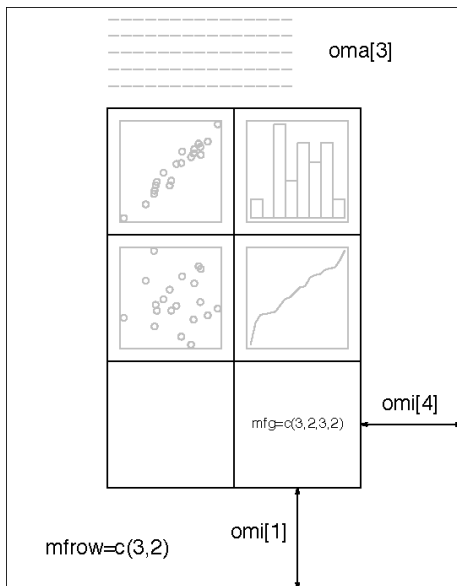 oma[3]
mfg=c(3,2,3,2)
omi[4]
omi[1]
mfrow=c(3,2)